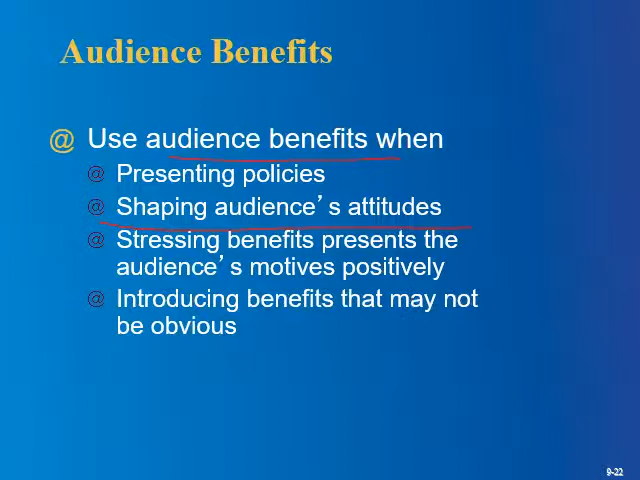 Audience Benefits
@ Use audience benefits when
@ Presenting policies
@ Shaping audience’s attitudes
@ Stressing benefits presents the
audience’s motives positively
@ Introducing benefits that may not
be obvious
9-22